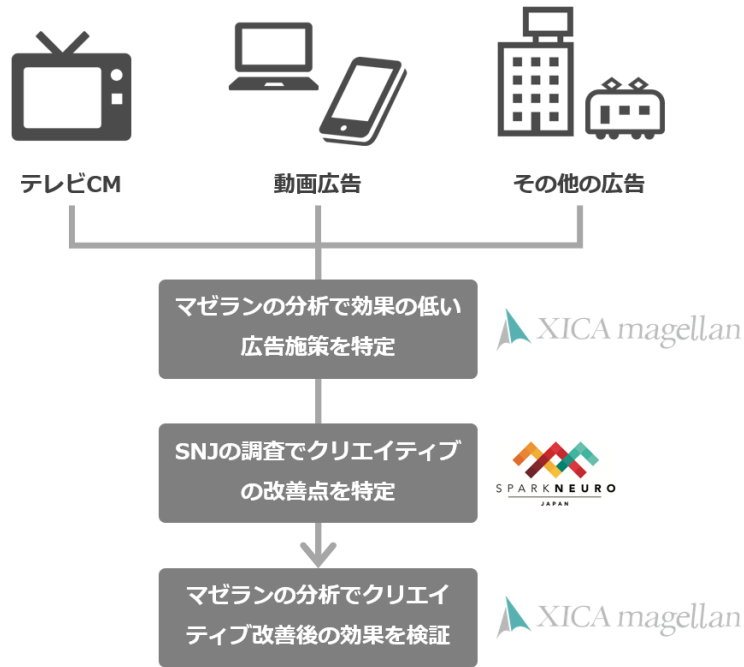 テレビCM
動画広告
その他の広告
マゼランの分析で効果の低い
広告施策を特定
XICA magellan
SNJの調査でクリエイティブ
の改善点を特定
SPARKNEURO
JAPAN
マゼランの分析でクリエイ
ティブ改善後の効果を検証
XICA magellan